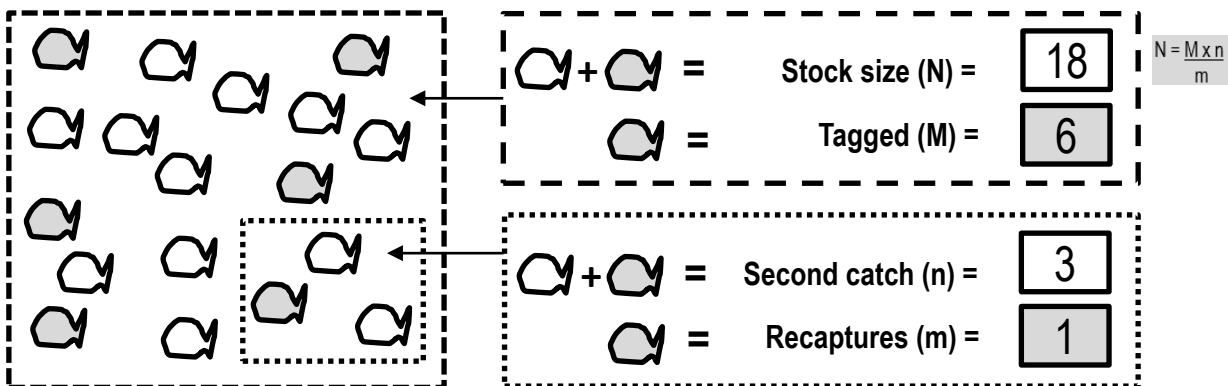 + = Stock size (N) = 18
= Tagged (M) = 6
N = M x n
m
+ = Second catch (n) = 3
= Recaptures (m) = 1